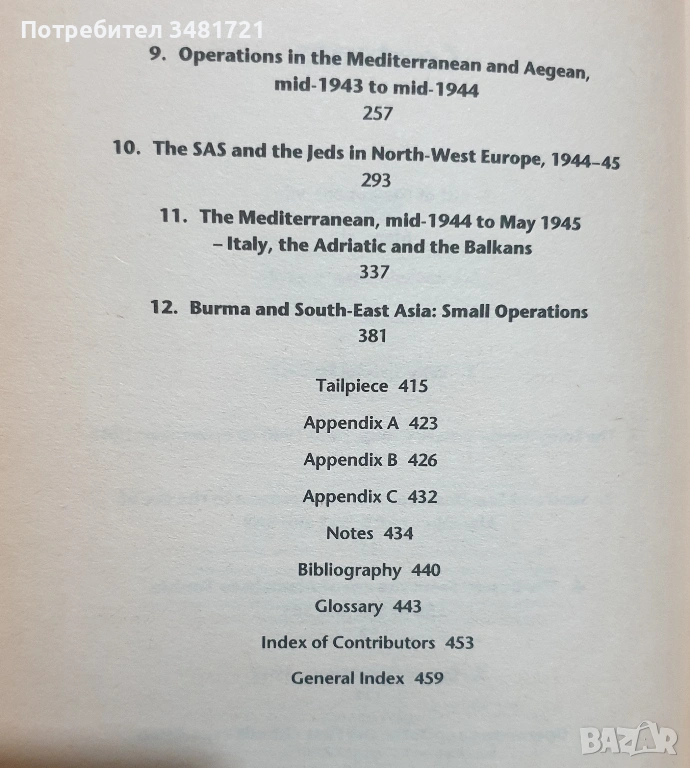 Потребител 3481721
9. Operations in the Mediterranean and Aegean,
mid-1943 to mid-1944
257
10. The SAS and the Jeds in North-West Europe, 1944–45
293
11. The Mediterranean, mid-1944 to May 1945
– Italy, the Adriatic and the Balkans
337
12. Burma and South-East Asia: Small Operations
381
Tailpiece 415
Appendix A 423
Appendix B 426
Appendix C 432
Notes 434
Bibliography 440
Glossary 443
Index of Contributors 453
General Index 459
BAZAR